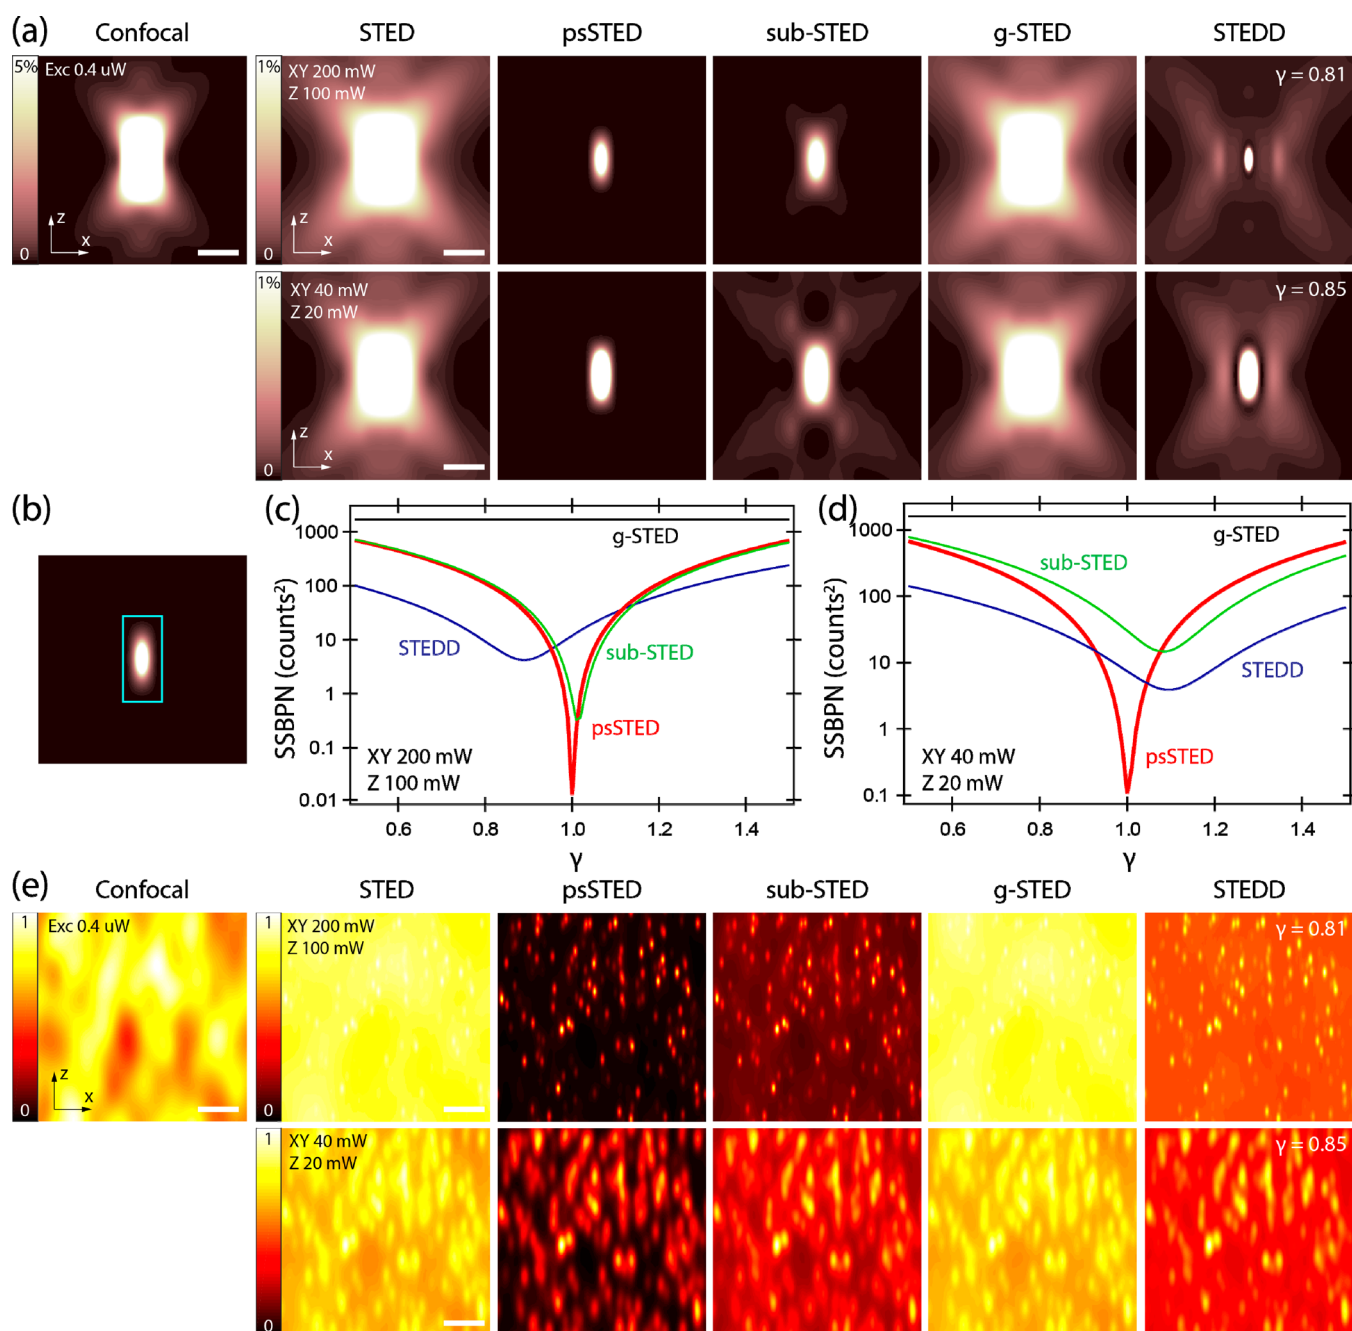 (a)
Confocal
STED
psSTED
sub-STED
g-STED
STEDD
5%
Exc 0.4 uW
0
z
x
1%
XY 200 mW
Z 100 mW
0
z
x
γ = 0.81
1%
XY 40 mW
Z 20 mW
0
z
x
γ = 0.85
(b)
(c)
SSBPN (counts²)
1000
100
10
1
0.1
0.01
g-STED
STEDD
sub-STED
psSTED
XY 200 mW
Z 100 mW
0.6
0.8
1.0
1.2
1.4
γ
(d)
SSBPN (counts²)
1000
100
10
1
0.1
g-STED
sub-STED
STEDD
psSTED
XY 40 mW
Z 20 mW
0.6
0.8
1.0
1.2
1.4
γ
(e)
Confocal
STED
psSTED
sub-STED
g-STED
STEDD
1
Exc 0.4 uW
0
z
x
1
XY 200 mW
Z 100 mW
0
γ = 0.81
1
XY 40 mW
Z 20 mW
0
γ = 0.85